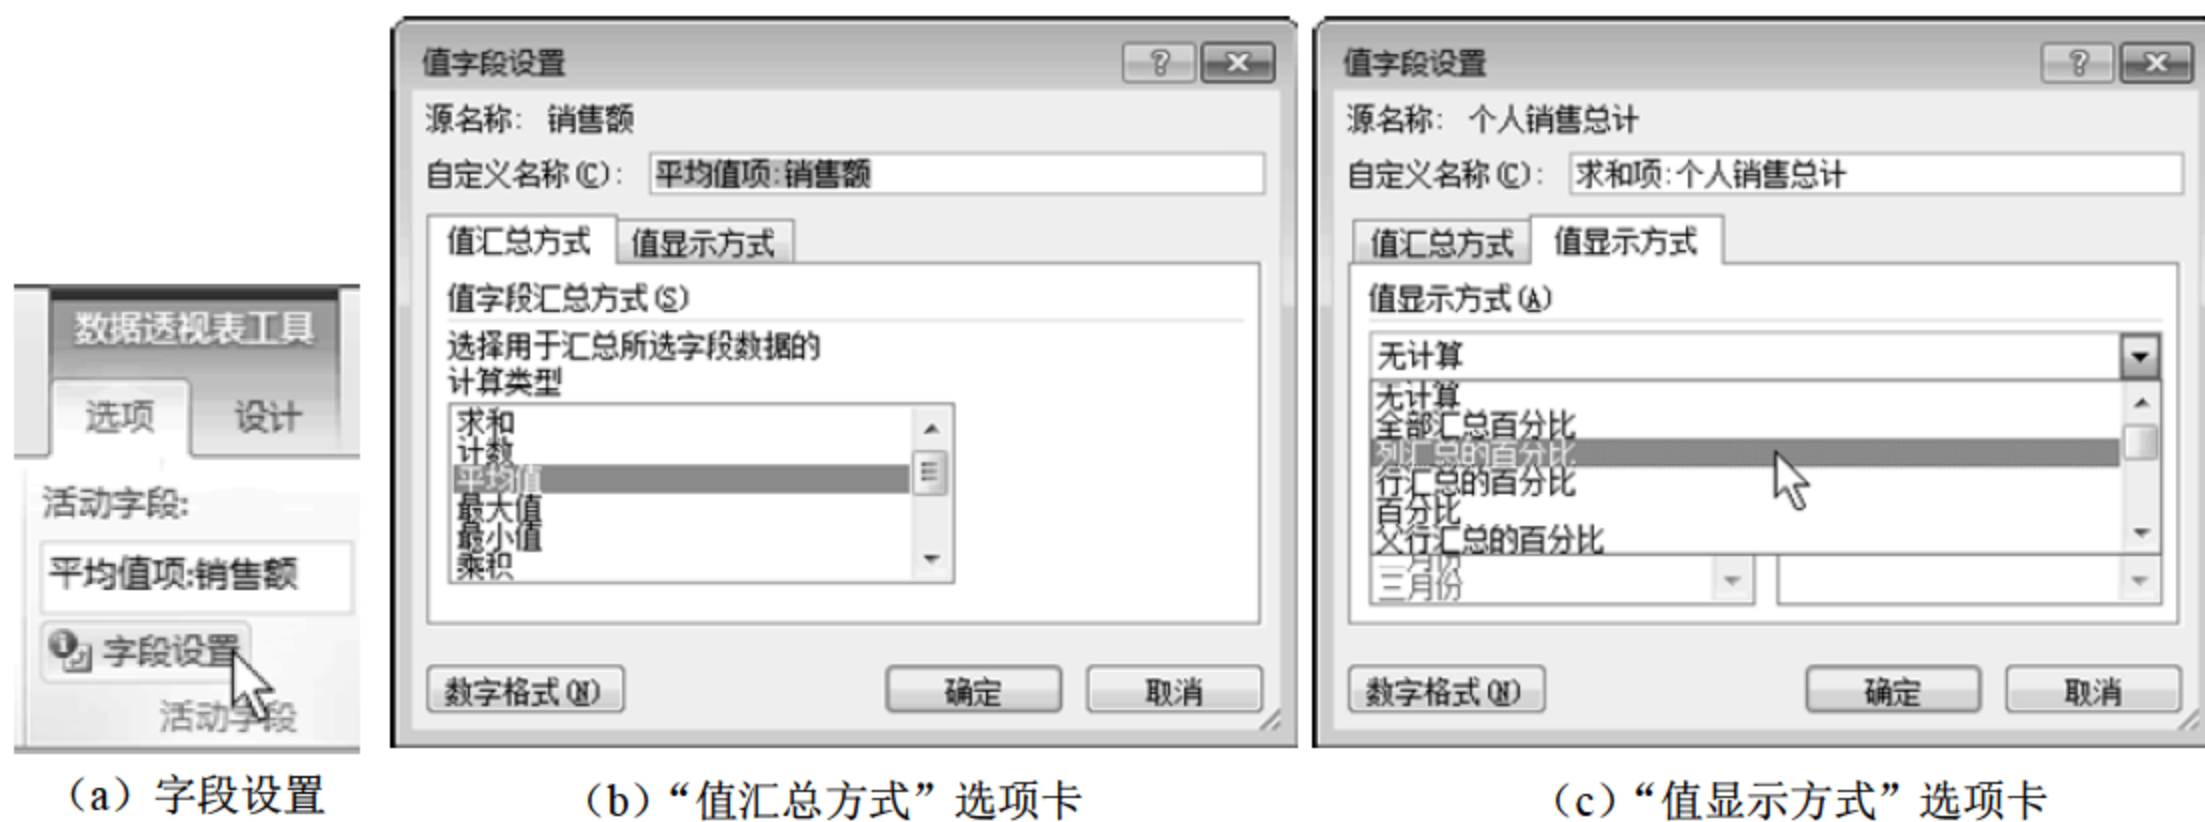 数据透视表工具
选项
设计
活动字段:
平均值项:销售额
字段设置
活动字段
(a) 字段设置
值字段设置
源名称: 销售额
自定义名称(C): 平均值项:销售额
值汇总方式
值显示方式
值字段汇总方式(S)
选择用于汇总所选字段数据的
计算类型
求和
计数
平均值
最大值
最小值
乘积
数字格式(N)
确定
取消
(b)“值汇总方式”选项卡
值字段设置
源名称: 个人销售总计
自定义名称(C): 求和项:个人销售总计
值汇总方式
值显示方式
值显示方式(A)
无计算
无计算
全部汇总百分比
列汇总的百分比
行汇总的百分比
百分比
父行汇总的百分比
三月份
数字格式(N)
确定
取消
(c)“值显示方式”选项卡